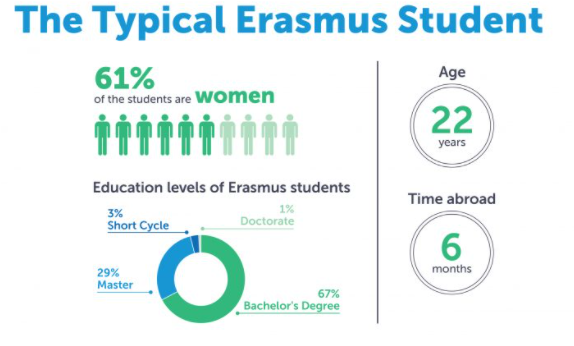 The Typical Erasmus Student
61%
of the students are women
Education levels of Erasmus students
3%
Short Cycle
1%
Doctorate
29%
Master
67%
Bachelor's Degree
Age
22
years
Time abroad
6
months